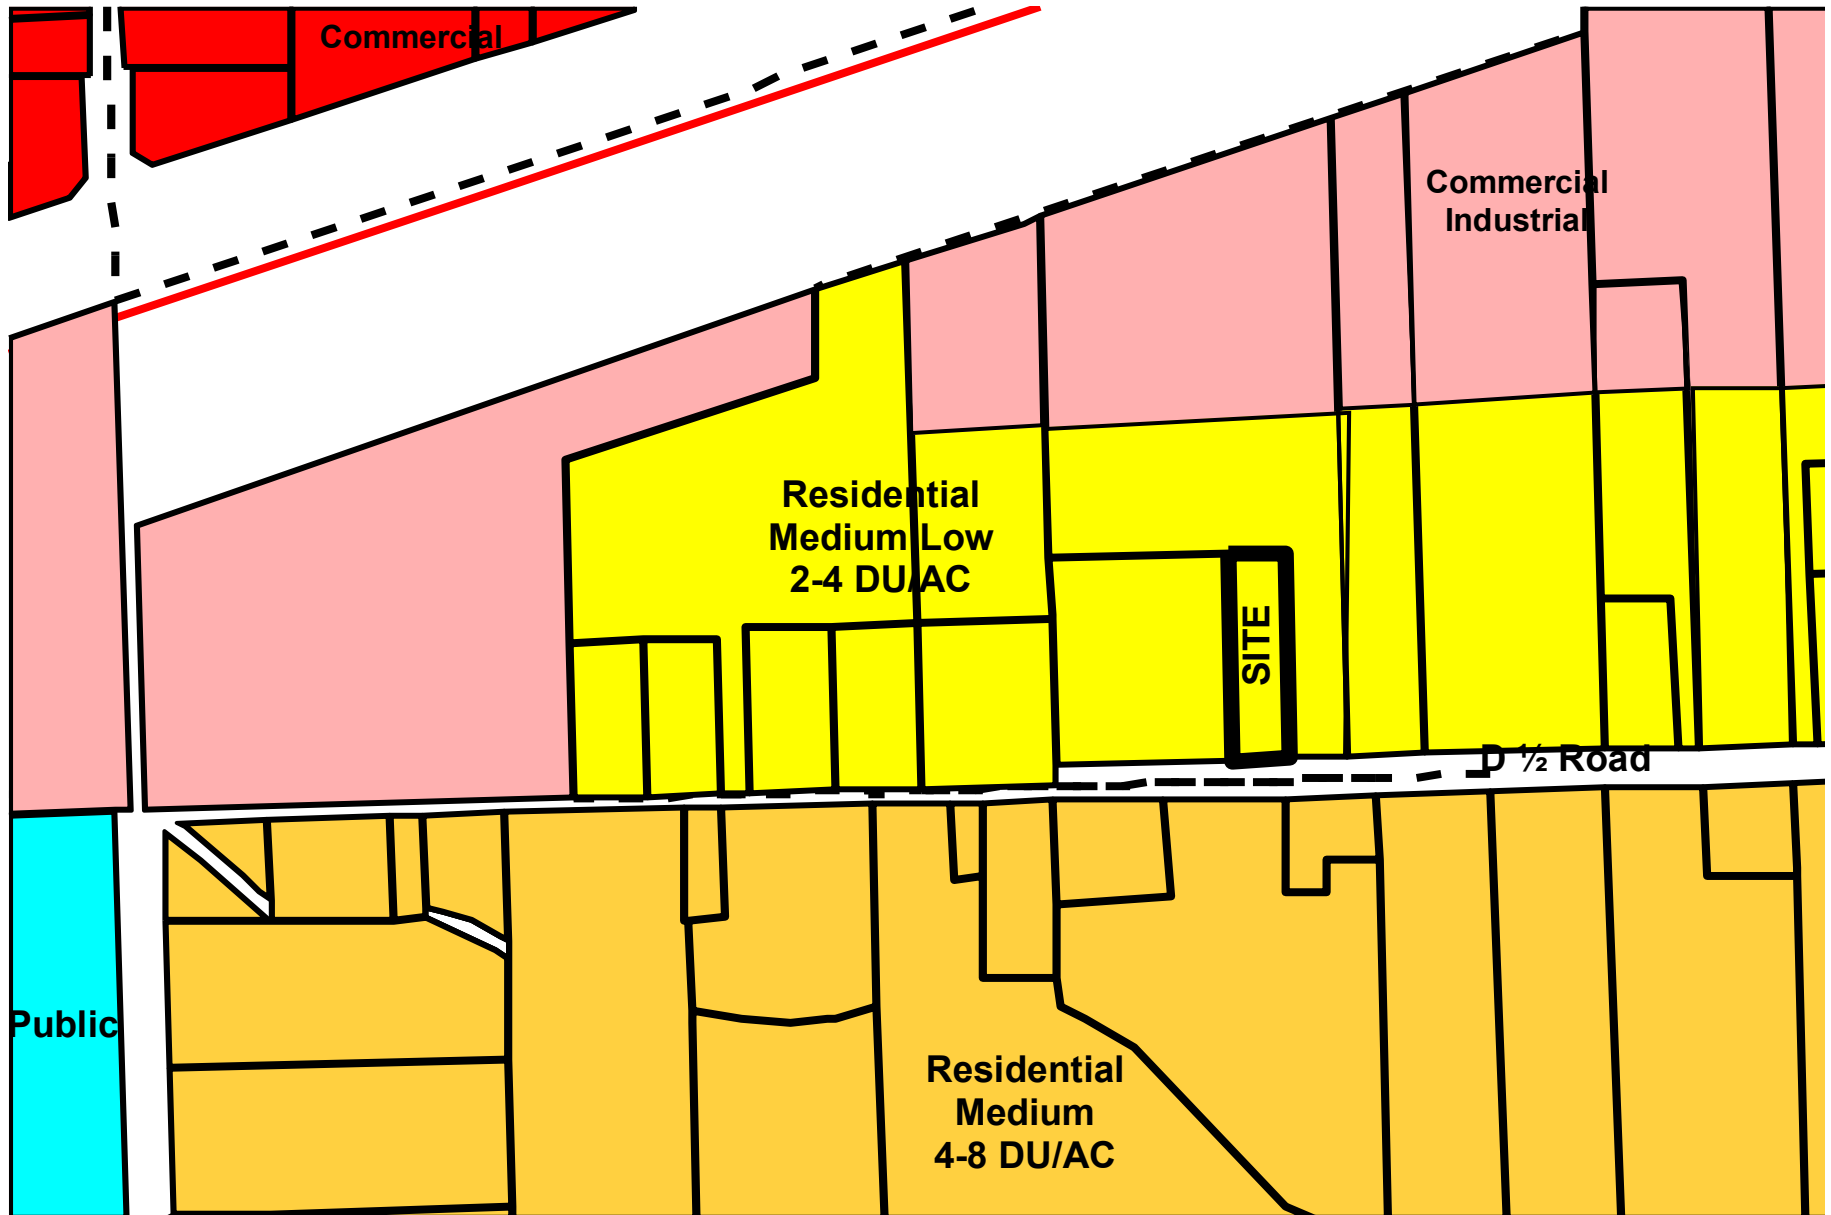 Commercial
Commercial
Industrial
Residential
Medium Low
2-4 DU/AC
SITE
D ½ Road
Public
Residential
Medium
4-8 DU/AC